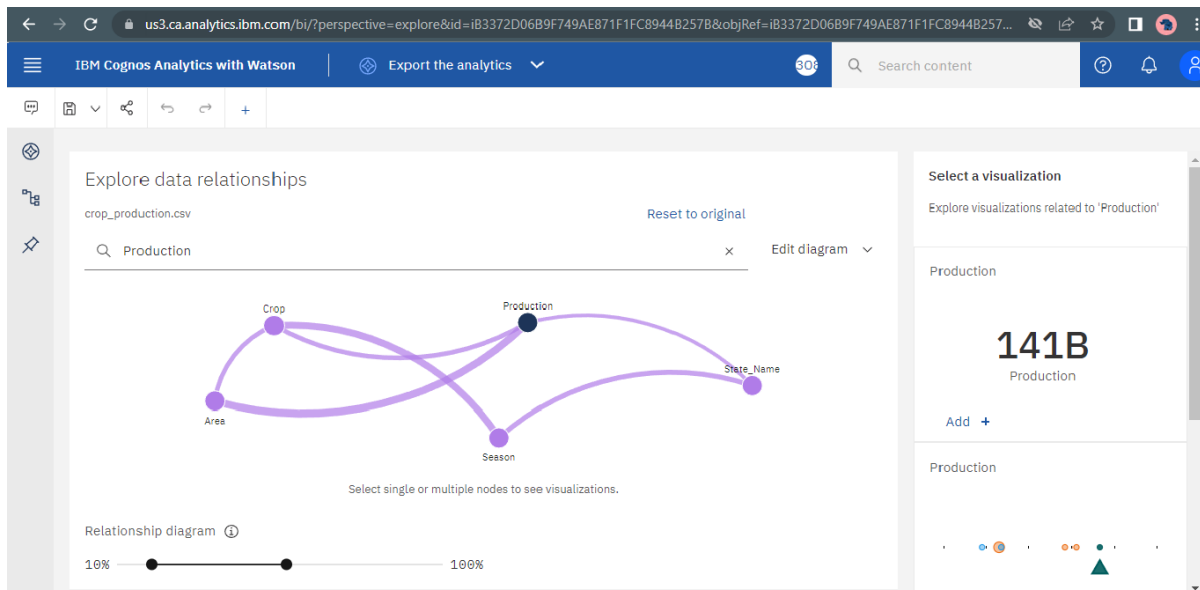 us3.ca.analytics.ibm.com/bi/?perspective=explore&id=iB3372D06B9F749AE871F1FC8944B257B&objRef=iB3372D06B9F749AE871F1FC8944B257...
IBM Cognos Analytics with Watson
Export the analytics
308
Search content
Explore data relationships
crop_production.csv
Reset to original
Production
Edit diagram
Crop
Production
State_Name
Area
Season
Select single or multiple nodes to see visualizations.
Relationship diagram
10%
100%
Select a visualization
Explore visualizations related to 'Production'
Production
141B
Production
Add +
Production